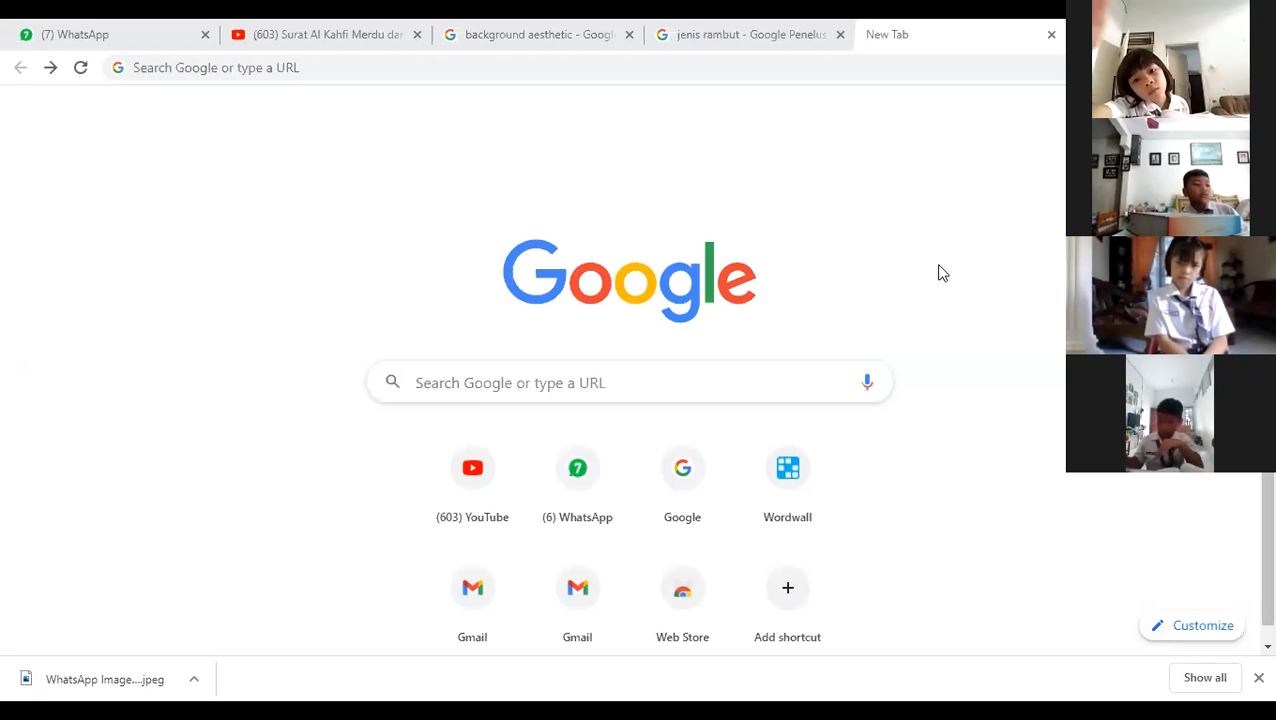 (7) WhatsApp
(603) Surat Al Kahfi Merdu dar
background aesthetic - Googl
jenis rambut - Google Penelus
New Tab
Search Google or type a URL
Google
Search Google or type a URL
(603) YouTube
(6) WhatsApp
Google
Wordwall
Gmail
Gmail
Web Store
Add shortcut
Customize
WhatsApp Image....jpeg
Show all